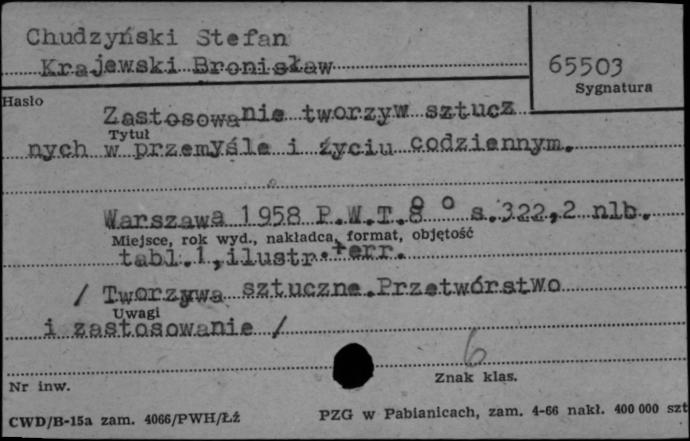 Chudzyński Stefan
Krajewski Bronisław
65503
Sygnatura
Hasło
Zastosowanie tworzyw sztucz
Tytuł
nych w przemyśle i życiu codziennym.
Warszawa 1958 P.W.T. 8° s.322,2 nlb.
Miejsce, rok wyd., nakładca, format, objętość
tabl.1,ilustr.+err.
/ Tworzywa sztuczne.Przetwórstwo
Uwagi
i zastosowanie /
6
Nr inw.
Znak klas.
CWD/B-15a zam. 4066/PWH/Łź
PZG w Pabianicach, zam. 4-66 nakł. 400 000 szt